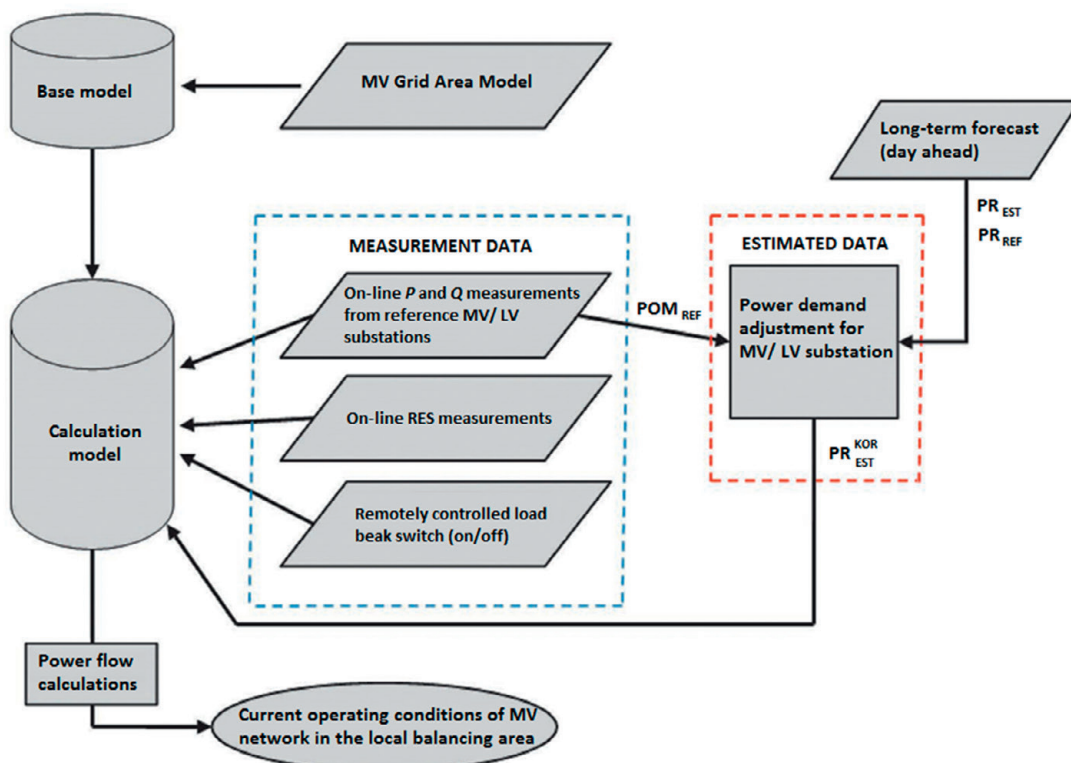 Base model
MV Grid Area Model
Long-term forecast
(day ahead)
PR EST
PR REF
MEASUREMENT DATA
ESTIMATED DATA
On-line P and Q measurements
from reference MV/ LV
substations
POM REF
Power demand
adjustment for
MV/ LV substation
On-line RES measurements
Calculation
model
PR KOR
EST
Remotely controlled load
beak switch (on/off)
Power flow
calculations
Current operating conditions of MV
network in the local balancing area